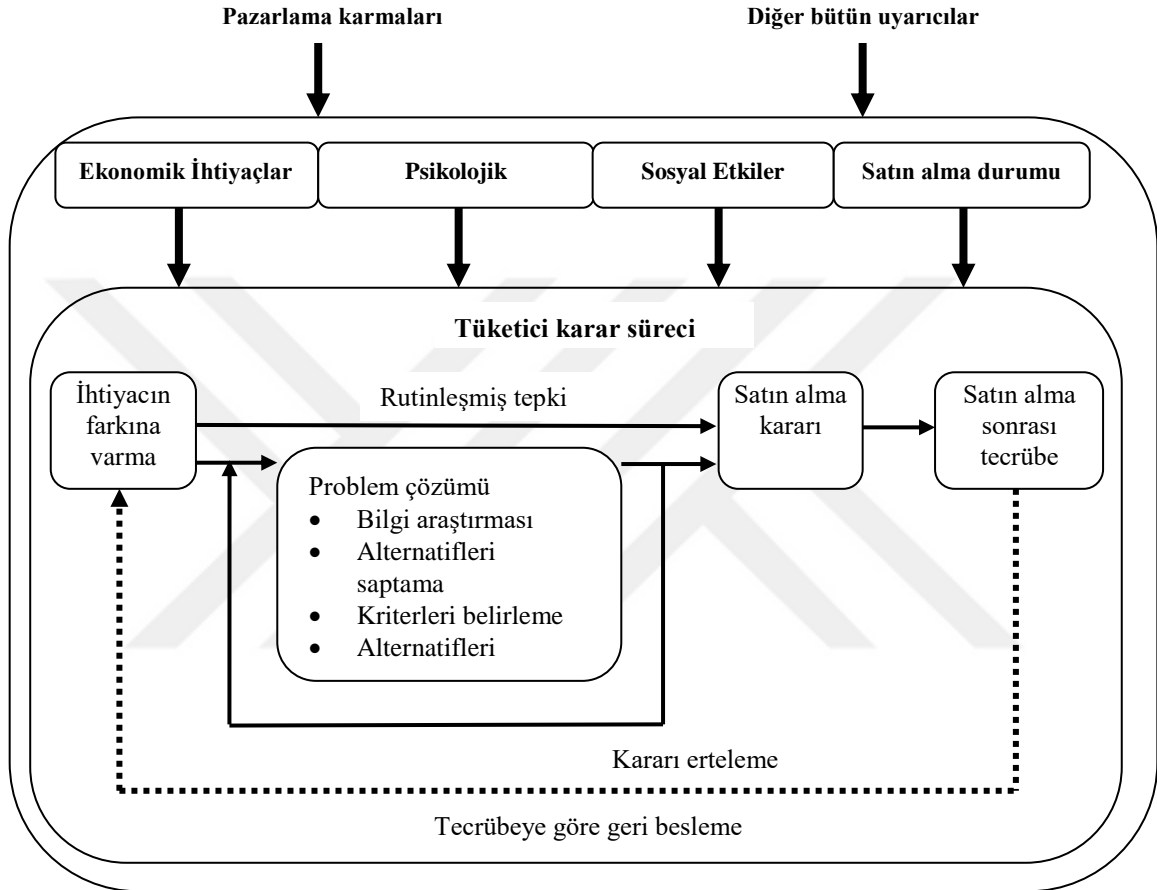 Pazarlama karmaları
Diğer bütün uyarıcılar
Ekonomik İhtiyaçlar
Psikolojik
Sosyal Etkiler
Satın alma durumu
Tüketici karar süreci
İhtiyacın
farkına
varma
Rutinleşmiş tepki
Satın alma
kararı
Satın alma
sonrası
tecrübe
Problem çözümü
• Bilgi araştırması
• Alternatifleri
saptama
• Kriterleri belirleme
• Alternatifleri
Kararı erteleme
Tecrübeye göre geri besleme